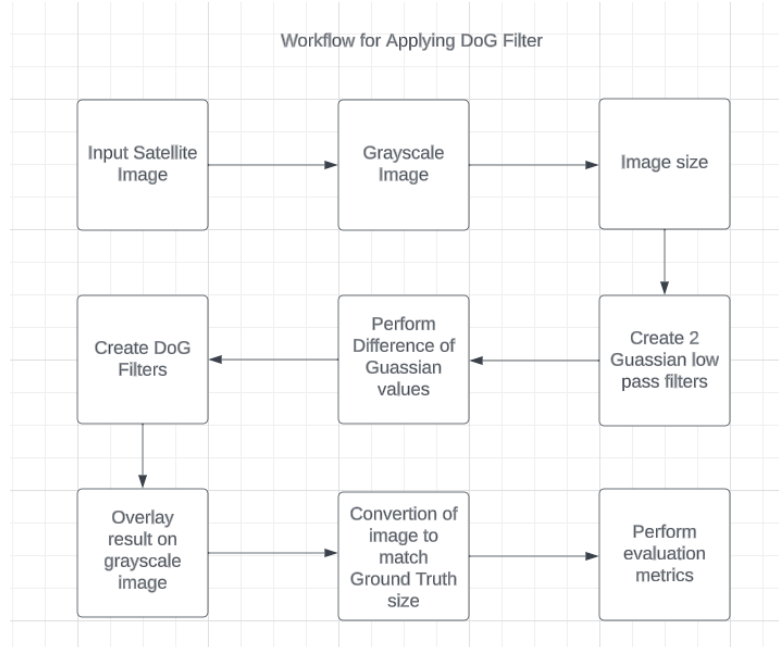 Workflow for Applying DoG Filter
Input Satellite
Image
Grayscale
Image
Image size
Create 2
Guassian low
pass filters
Perform
Difference of
Guassian
values
Create DoG
Filters
Overlay
result on
grayscale
image
Convertion of
image to
match
Ground Truth
size
Perform
evaluation
metrics